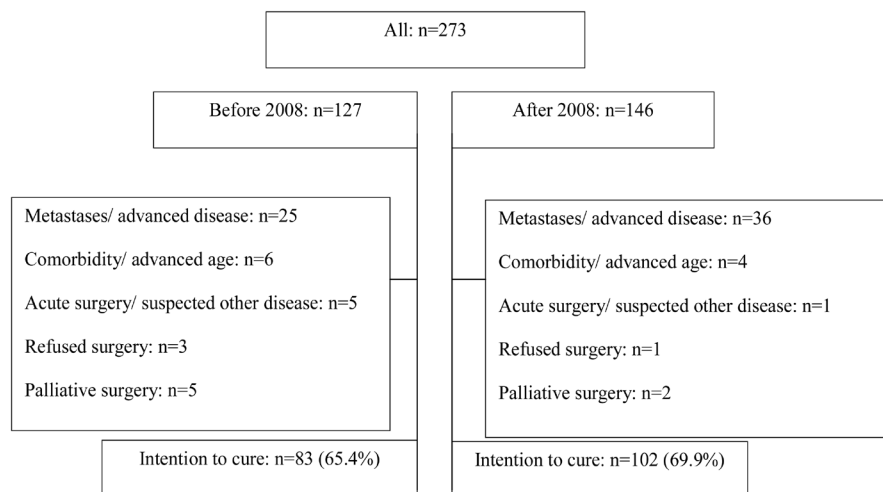 All: n=273
Before 2008: n=127
After 2008: n=146
Metastases/ advanced disease: n=25
Comorbidity/ advanced age: n=6
Acute surgery/ suspected other disease: n=5
Refused surgery: n=3
Palliative surgery: n=5
Metastases/ advanced disease: n=36
Comorbidity/ advanced age: n=4
Acute surgery/ suspected other disease: n=1
Refused surgery: n=1
Palliative surgery: n=2
Intention to cure: n=83 (65.4%)
Intention to cure: n=102 (69.9%)